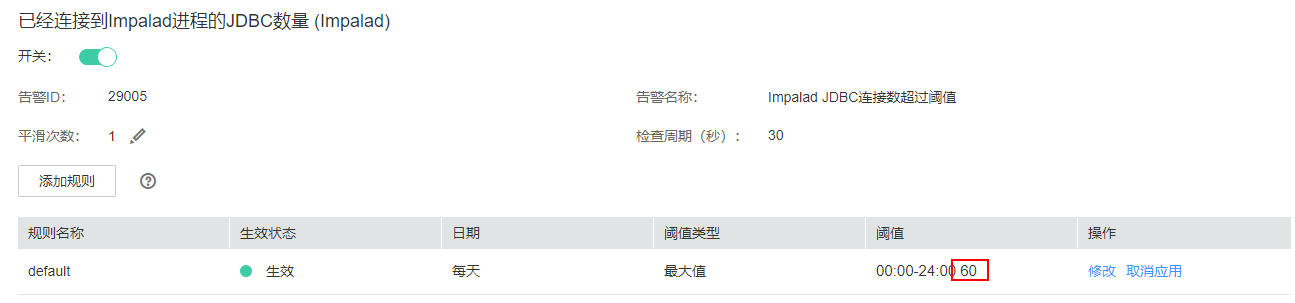 已经连接到Impalad进程的JDBC数量 (Impalad)
开关：
告警ID： 29005 告警名称： Impalad JDBC连接数超过阈值
平滑次数： 1 检查周期（秒）： 30
添加规则 ?
规则名称 生效状态 日期 阈值类型 阈值 操作
default 生效 每天 最大值 00:00-24:00 60 修改 取消应用